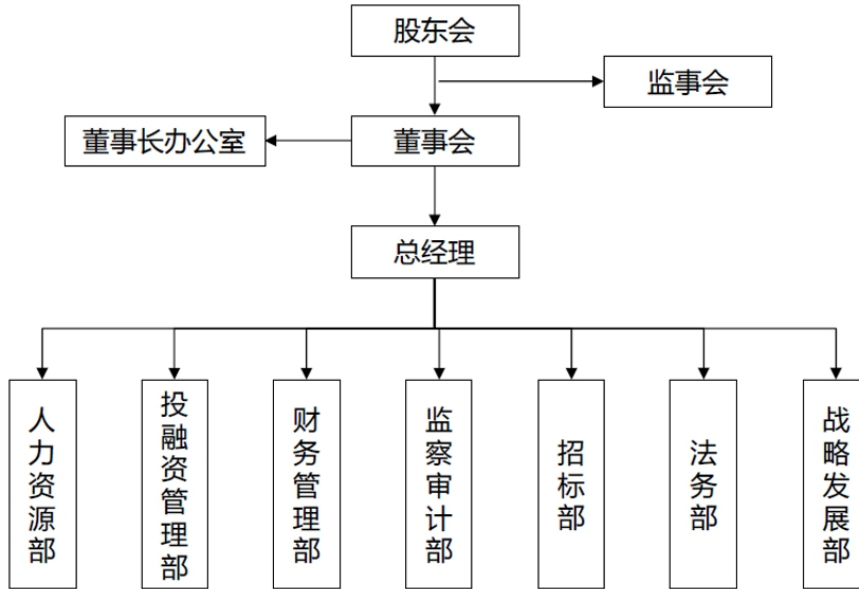 股东会
监事会
董事长办公室
董事会
总经理
人力资源部
投融资管理部
财务管理部
监察审计部
招标部
法务部
战略发展部